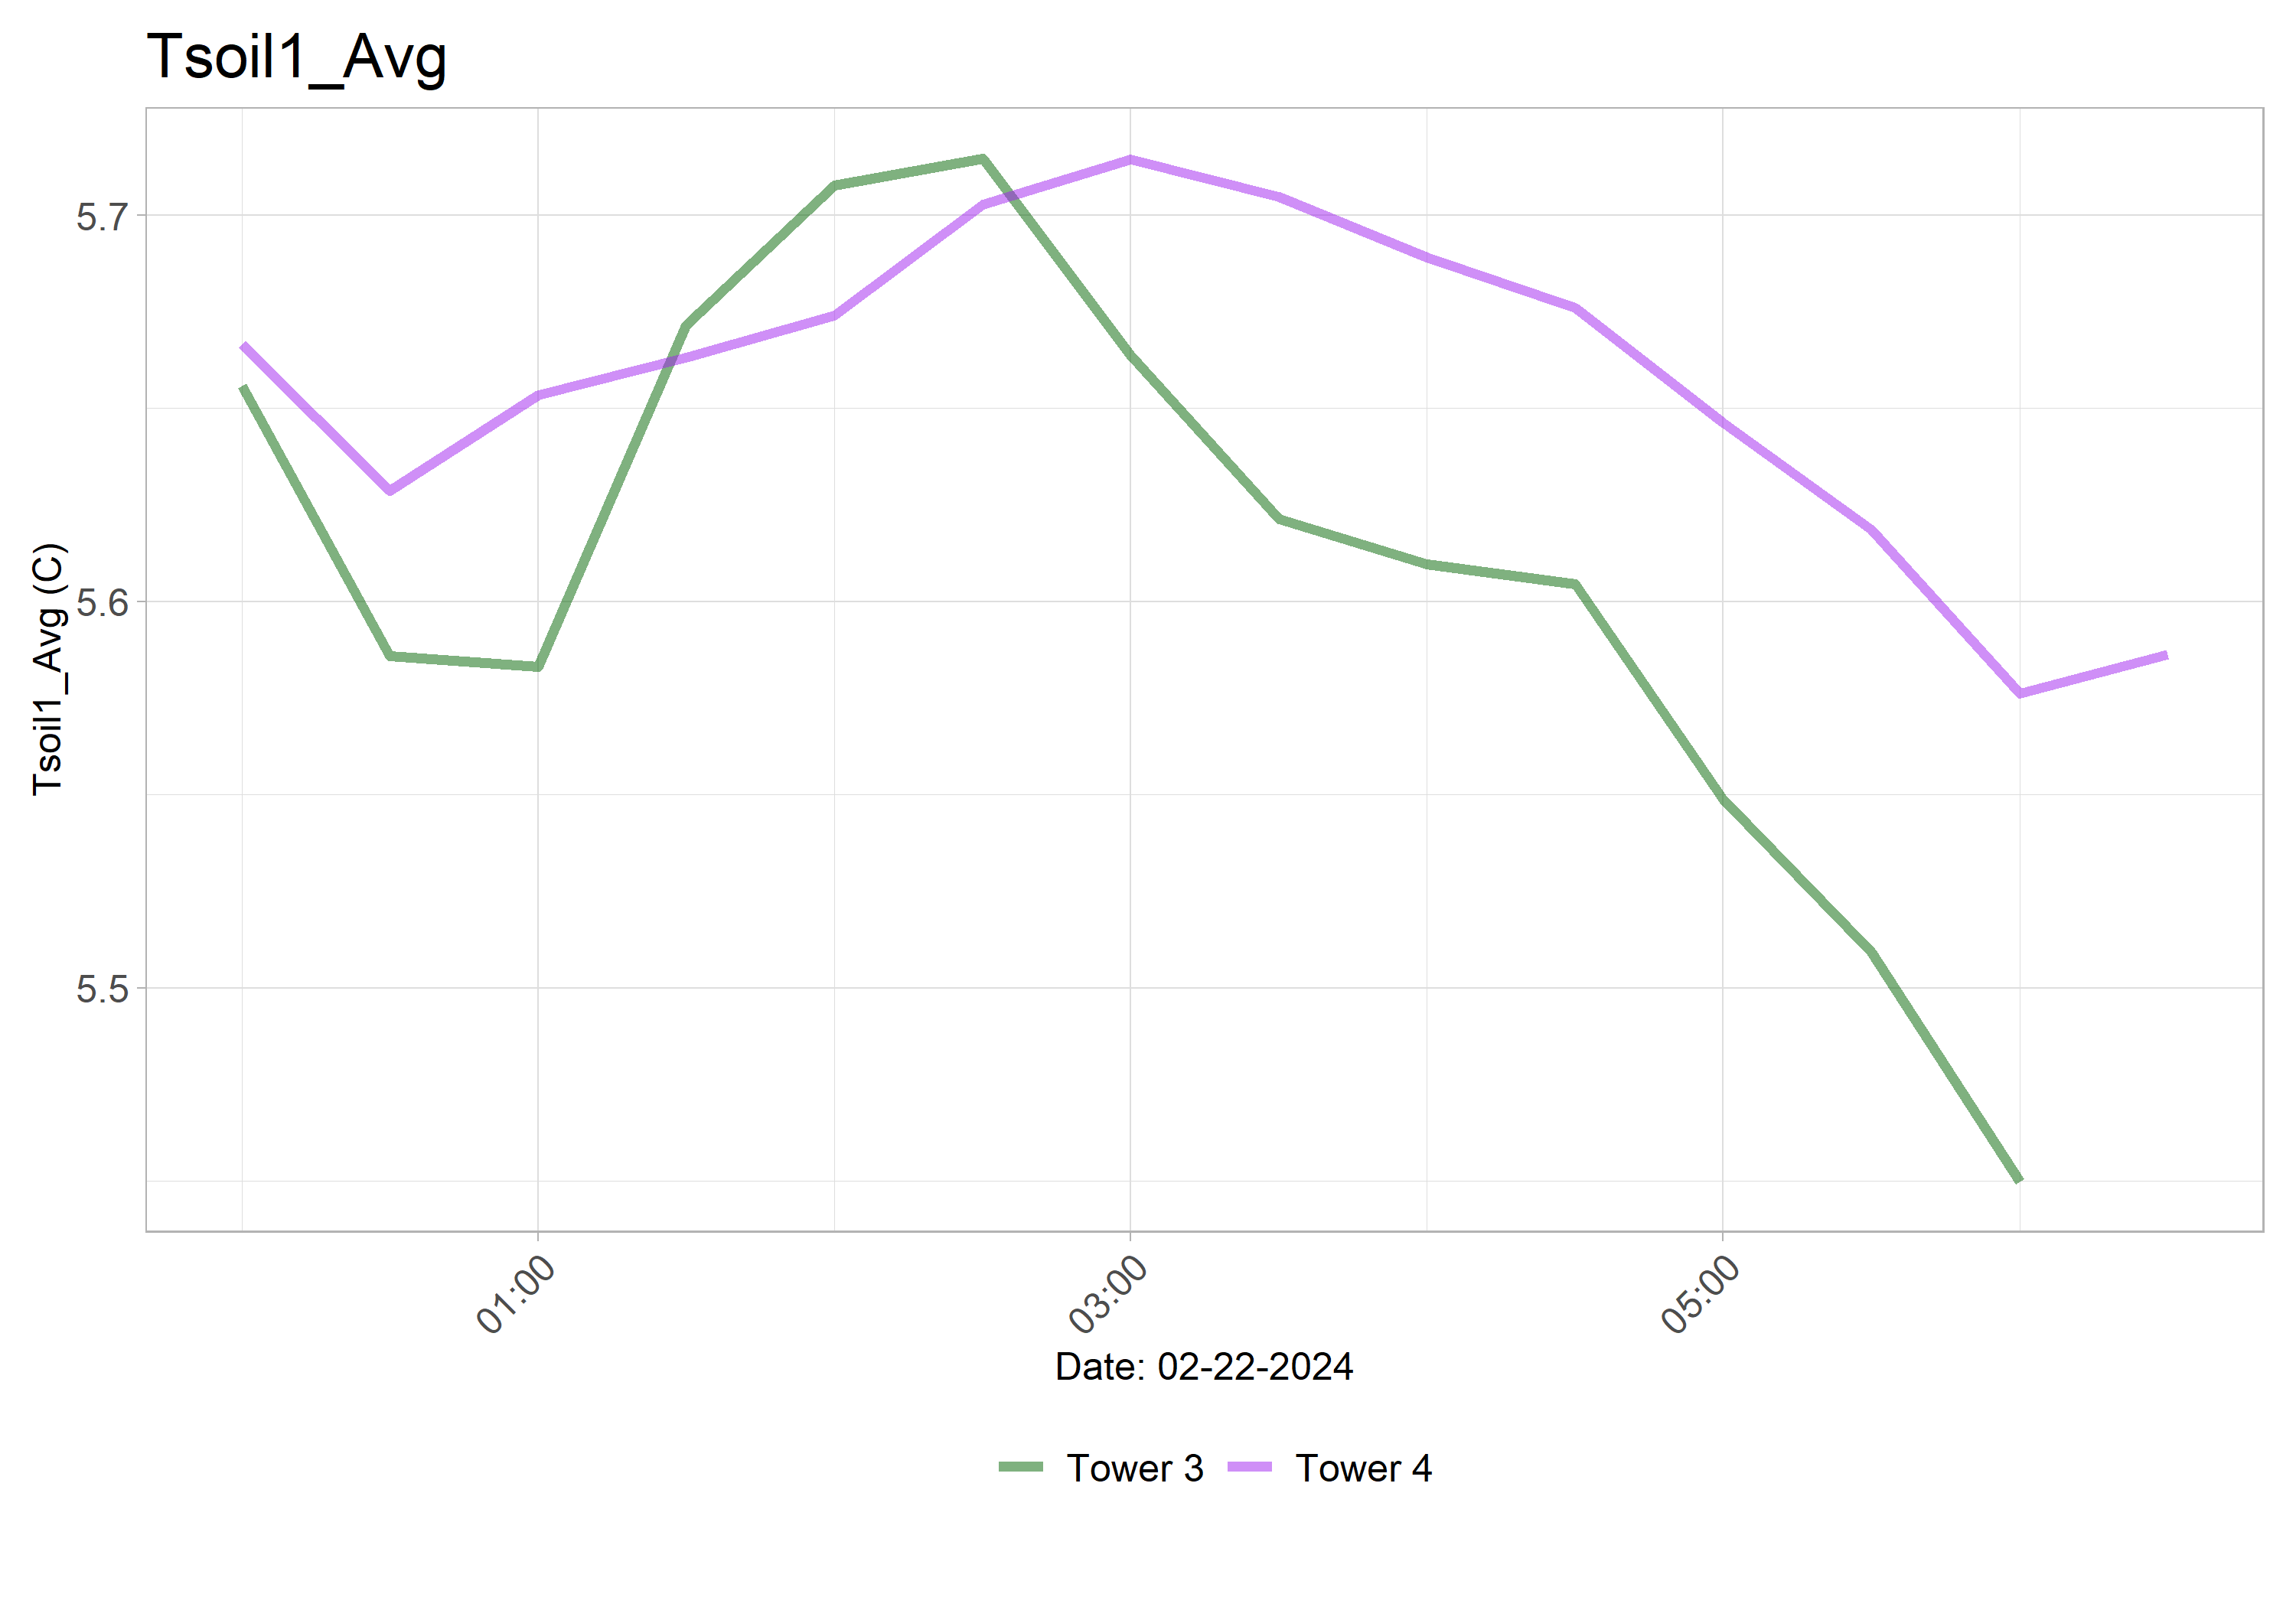 Tsoil1_Avg
Tsoil1_Avg (C)
5.7
5.6
5.5
01:00
03:00
05:00
Date: 02-22-2024
Tower 3
Tower 4